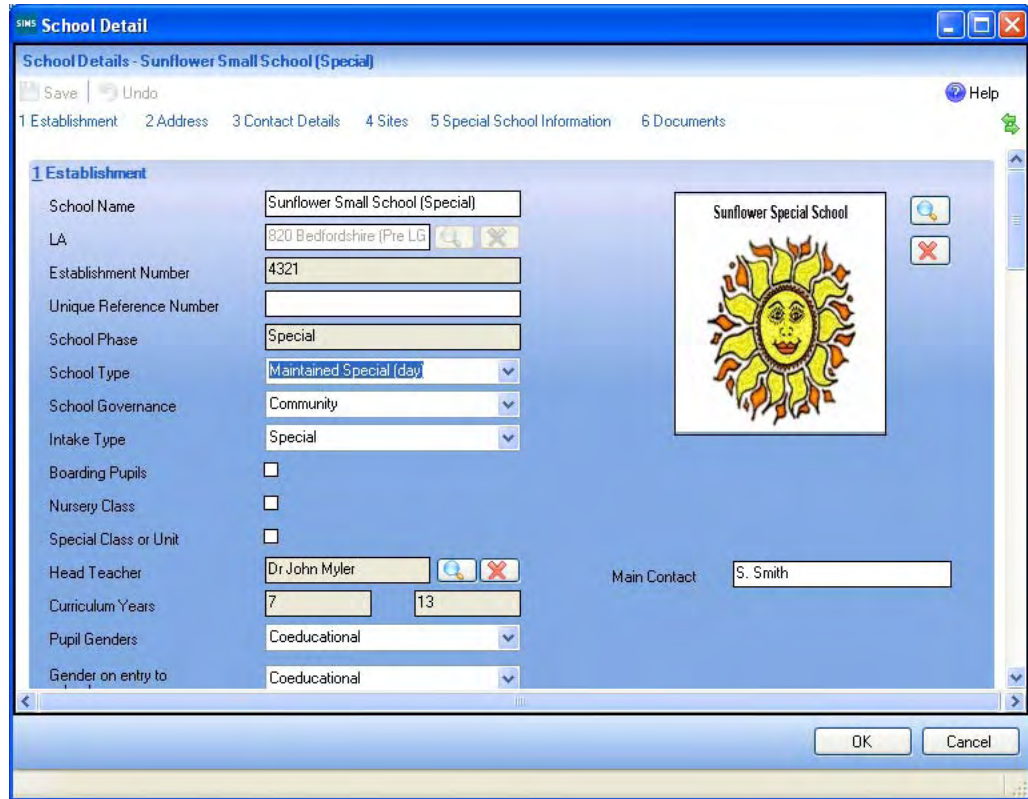 SIMS School Detail
School Details - Sunflower Small School (Special)
Save Undo Help
1 Establishment 2 Address 3 Contact Details 4 Sites 5 Special School Information 6 Documents
1 Establishment
School Name Sunflower Small School (Special)
Sunflower Special School
LA 820 Bedfordshire (Pre LG
Establishment Number 4321
Unique Reference Number
School Phase Special
School Type Maintained Special (day)
School Governance Community
Intake Type Special
Boarding Pupils
Nursery Class
Special Class or Unit
Head Teacher Dr John Myler Main Contact S. Smith
Curriculum Years 7 13
Pupil Genders Coeducational
Gender on entry to Coeducational
OK Cancel